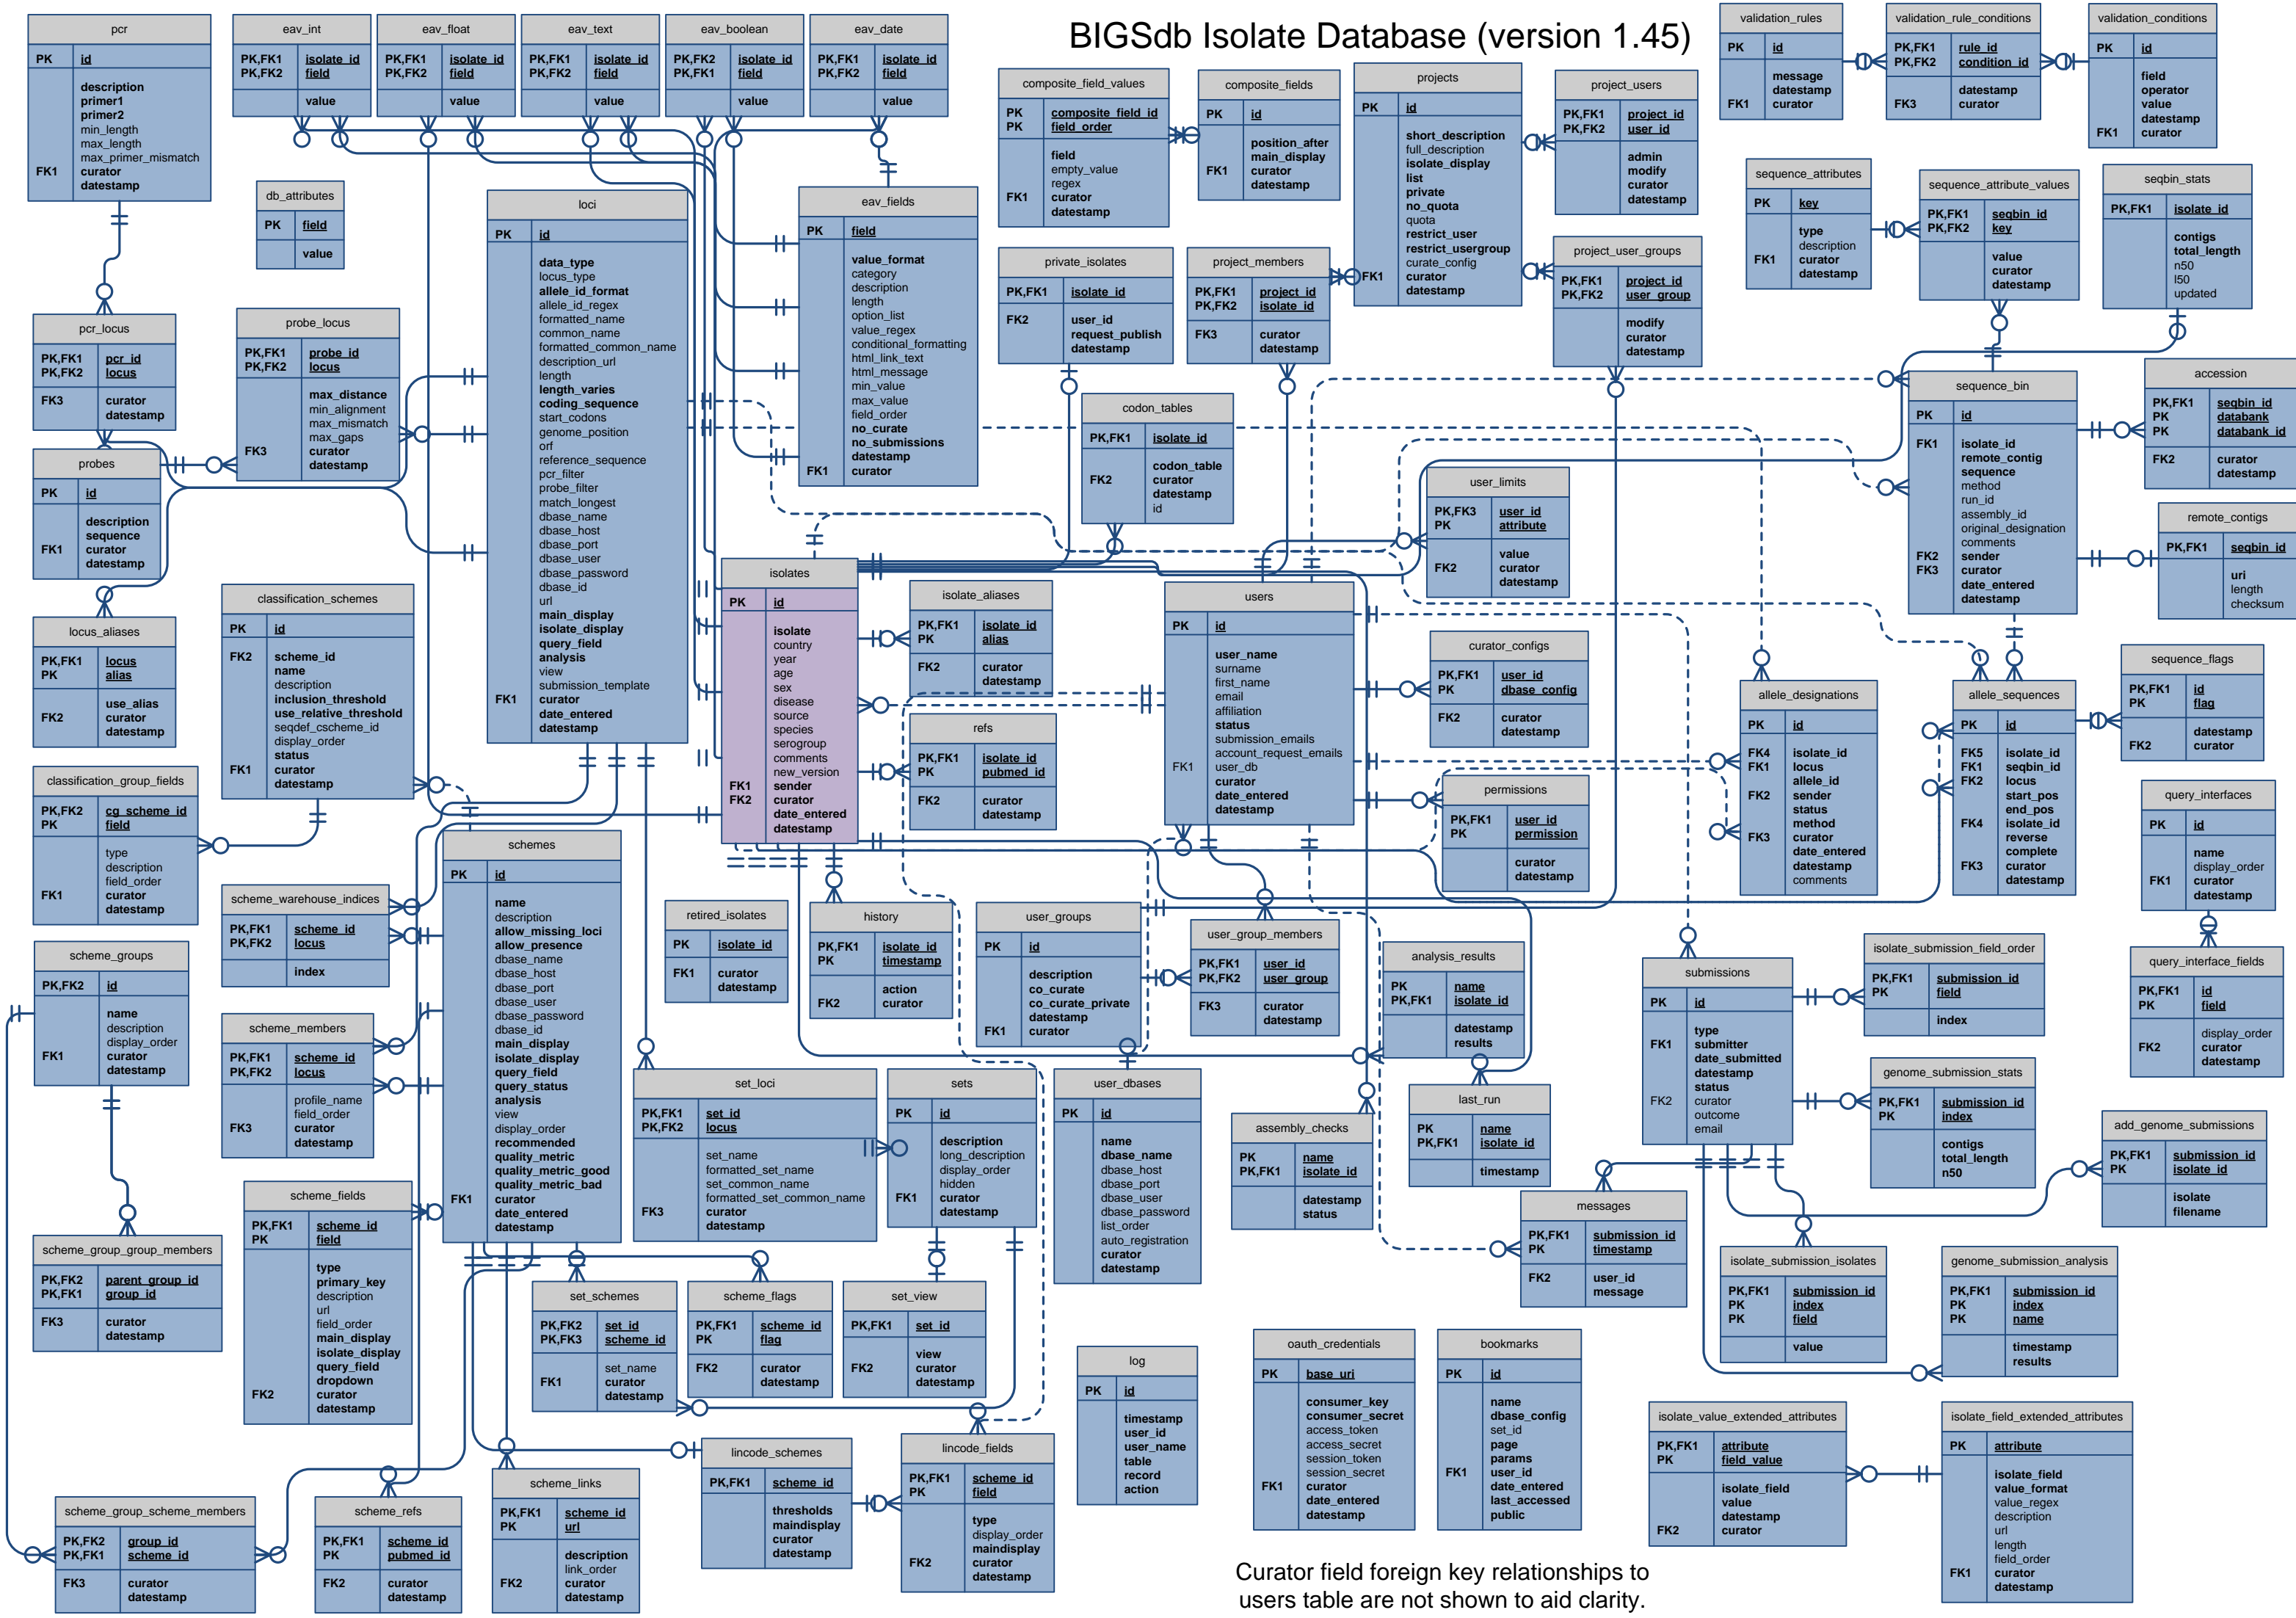 BIGSdb Isolate Database (version 1.45)
pcr
PK id
description
primer1
primer2
min_length
max_length
max_primer_mismatch
FK1 curator
datestamp
eav_int
PK,FK1 isolate_id
PK,FK2 field
value
eav_float
PK,FK1 isolate_id
PK,FK2 field
value
eav_text
PK,FK1 isolate_id
PK,FK2 field
value
eav_boolean
PK,FK2 isolate_id
PK,FK1 field
value
eav_date
PK,FK1 isolate_id
PK,FK2 field
value
validation_rules
PK id
message
datestamp
FK1 curator
validation_rule_conditions
PK,FK1 rule_id
PK,FK2 condition_id
datestamp
FK3 curator
validation_conditions
PK id
field
operator
value
datestamp
FK1 curator
composite_field_values
PK composite_field_id
PK field_order
field
empty_value
regex
FK1 curator
datestamp
composite_fields
PK id
position_after
main_display
FK1 curator
datestamp
projects
PK id
short_description
full_description
isolate_display
list
private
no_quota
quota
restrict_user
restrict_usergroup
curate_config
FK1 curator
datestamp
project_users
PK,FK1 project_id
PK,FK2 user_id
admin
modify
curator
datestamp
db_attributes
PK field
value
loci
PK id
data_type
locus_type
allele_id_format
allele_id_regex
formatted_name
common_name
formatted_common_name
description_url
length
length_varies
coding_sequence
start_codons
genome_position
orf
reference_sequence
pcr_filter
probe_filter
match_longest
dbase_name
dbase_host
dbase_port
dbase_user
dbase_password
dbase_id
url
main_display
isolate_display
query_field
analysis
view
submission_template
FK1 curator
date_entered
datestamp
eav_fields
PK field
value_format
category
description
length
option_list
value_regex
conditional_formatting
html_link_text
html_message
min_value
max_value
field_order
no_curate
no_submissions
datestamp
FK1 curator
sequence_attributes
PK key
type
description
FK1 curator
datestamp
sequence_attribute_values
PK,FK1 seqbin_id
PK,FK2 key
value
curator
datestamp
seqbin_stats
PK,FK1 isolate_id
contigs
total_length
n50
l50
updated
private_isolates
PK,FK1 isolate_id
FK2 user_id
request_publish
datestamp
project_members
PK,FK1 project_id
PK,FK2 isolate_id
FK3 curator
datestamp
project_user_groups
PK,FK1 project_id
PK,FK2 user_group
modify
curator
datestamp
pcr_locus
PK,FK1 pcr_id
PK,FK2 locus
FK3 curator
datestamp
probe_locus
PK,FK1 probe_id
PK,FK2 locus
max_distance
min_alignment
max_mismatch
max_gaps
FK3 curator
datestamp
codon_tables
PK,FK1 isolate_id
codon_table
FK2 curator
datestamp
id
sequence_bin
PK id
FK1 isolate_id
remote_contig
sequence
method
run_id
assembly_id
original_designation
comments
FK2 sender
FK3 curator
date_entered
datestamp
accession
PK,FK1 seqbin_id
PK databank
PK databank_id
FK2 curator
datestamp
probes
PK id
description
sequence
FK1 curator
datestamp
user_limits
PK,FK3 user_id
PK attribute
value
FK2 curator
datestamp
remote_contigs
PK,FK1 seqbin_id
uri
length
checksum
isolates
PK id
isolate
country
year
age
sex
disease
source
species
serogroup
comments
new_version
FK1 sender
FK2 curator
date_entered
datestamp
classification_schemes
PK id
FK2 scheme_id
name
description
inclusion_threshold
use_relative_threshold
seqdef_cscheme_id
display_order
status
FK1 curator
datestamp
isolate_aliases
PK,FK1 isolate_id
PK alias
FK2 curator
datestamp
users
PK id
user_name
surname
first_name
email
affiliation
status
submission_emails
account_request_emails
FK1 user_db
curator
date_entered
datestamp
locus_aliases
PK,FK1 locus
PK alias
use_alias
FK2 curator
datestamp
curator_configs
PK,FK1 user_id
PK dbase_config
FK2 curator
datestamp
sequence_flags
PK,FK1 id
PK flag
datestamp
FK2 curator
allele_designations
PK id
FK4 isolate_id
FK1 locus
allele_id
FK2 sender
status
method
FK3 curator
date_entered
datestamp
comments
allele_sequences
PK id
FK5 isolate_id
FK1 seqbin_id
FK2 locus
start_pos
end_pos
FK4 isolate_id
reverse
complete
FK3 curator
datestamp
refs
PK,FK1 isolate_id
PK pubmed_id
FK2 curator
datestamp
classification_group_fields
PK,FK2 cg_scheme_id
PK field
type
description
field_order
FK1 curator
datestamp
permissions
PK,FK1 user_id
PK permission
curator
datestamp
query_interfaces
PK id
name
display_order
FK1 curator
datestamp
schemes
PK id
name
description
allow_missing_loci
allow_presence
dbase_name
dbase_host
dbase_port
dbase_user
dbase_password
dbase_id
main_display
isolate_display
query_field
query_status
analysis
view
display_order
recommended
quality_metric
quality_metric_good
quality_metric_bad
FK1 curator
date_entered
datestamp
scheme_warehouse_indices
PK,FK1 scheme_id
PK,FK2 locus
index
retired_isolates
PK isolate_id
FK1 curator
datestamp
history
PK,FK1 isolate_id
PK timestamp
action
FK2 curator
user_groups
PK id
description
co_curate
co_curate_private
datestamp
FK1 curator
user_group_members
PK,FK1 user_id
PK,FK2 user_group
FK3 curator
datestamp
analysis_results
PK name
PK,FK1 isolate_id
datestamp
results
scheme_groups
PK,FK2 id
name
description
display_order
FK1 curator
datestamp
submissions
PK id
type
FK1 submitter
date_submitted
datestamp
status
FK2 curator
outcome
email
isolate_submission_field_order
PK,FK1 submission_id
PK field
index
query_interface_fields
PK,FK1 id
PK field
display_order
FK2 curator
datestamp
scheme_members
PK,FK1 scheme_id
PK,FK2 locus
profile_name
field_order
FK3 curator
datestamp
set_loci
PK,FK1 set_id
PK,FK2 locus
set_name
formatted_set_name
set_common_name
formatted_set_common_name
FK3 curator
datestamp
sets
PK id
description
long_description
display_order
hidden
FK1 curator
datestamp
user_dbases
PK id
name
dbase_name
dbase_host
dbase_port
dbase_user
dbase_password
list_order
auto_registration
curator
datestamp
genome_submission_stats
PK,FK1 submission_id
PK index
contigs
total_length
n50
last_run
PK name
PK,FK1 isolate_id
timestamp
assembly_checks
PK name
PK,FK1 isolate_id
datestamp
status
add_genome_submissions
PK,FK1 submission_id
PK isolate_id
isolate
filename
scheme_fields
PK,FK1 scheme_id
PK field
type
primary_key
description
url
field_order
main_display
isolate_display
query_field
dropdown
FK2 curator
datestamp
messages
PK,FK1 submission_id
PK timestamp
FK2 user_id
message
scheme_group_group_members
PK,FK2 parent_group_id
PK,FK1 group_id
FK3 curator
datestamp
isolate_submission_isolates
PK,FK1 submission_id
PK index
PK field
value
genome_submission_analysis
PK,FK1 submission_id
PK index
PK name
timestamp
results
set_schemes
PK,FK2 set_id
PK,FK3 scheme_id
set_name
FK1 curator
datestamp
scheme_flags
PK,FK1 scheme_id
PK flag
FK2 curator
datestamp
set_view
PK,FK1 set_id
view
FK2 curator
datestamp
log
PK id
timestamp
user_id
user_name
table
record
action
oauth_credentials
PK base_uri
consumer_key
consumer_secret
access_token
access_secret
session_token
session_secret
FK1 curator
date_entered
datestamp
bookmarks
PK id
name
dbase_config
set_id
page
params
FK1 user_id
date_entered
last_accessed
public
isolate_value_extended_attributes
PK,FK1 attribute
PK field_value
isolate_field
value
datestamp
FK2 curator
isolate_field_extended_attributes
PK attribute
isolate_field
value_format
value_regex
description
url
length
field_order
FK1 curator
datestamp
lincode_schemes
PK,FK1 scheme_id
thresholds
maindisplay
curator
datestamp
lincode_fields
PK,FK1 scheme_id
PK field
type
display_order
maindisplay
FK2 curator
datestamp
scheme_links
PK,FK1 scheme_id
PK url
description
link_order
FK2 curator
datestamp
scheme_group_scheme_members
PK,FK2 group_id
PK,FK1 scheme_id
FK3 curator
datestamp
scheme_refs
PK,FK1 scheme_id
PK pubmed_id
FK2 curator
datestamp
Curator field foreign key relationships to
users table are not shown to aid clarity.